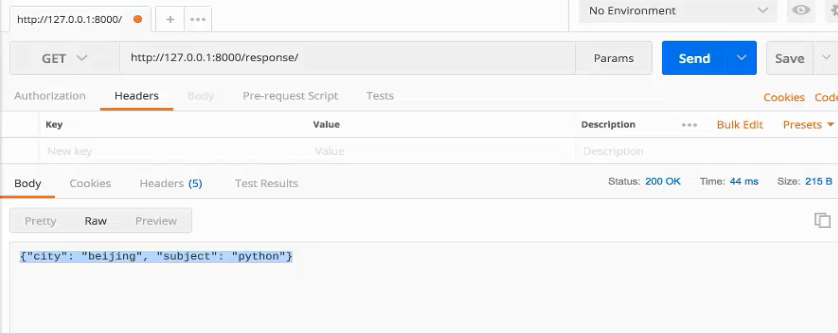 http://127.0.0.1:8000/ + ••• No Environment
GET http://127.0.0.1:8000/response/ Params Send Save
Authorization Headers Body Pre-request Script Tests Cookies Code
Key Value Description ••• Bulk Edit Presets
New key Value Description
Body Cookies Headers (5) Test Results Status: 200 OK Time: 44 ms Size: 215 B
Pretty Raw Preview
{"city": "beijing", "subject": "python"}